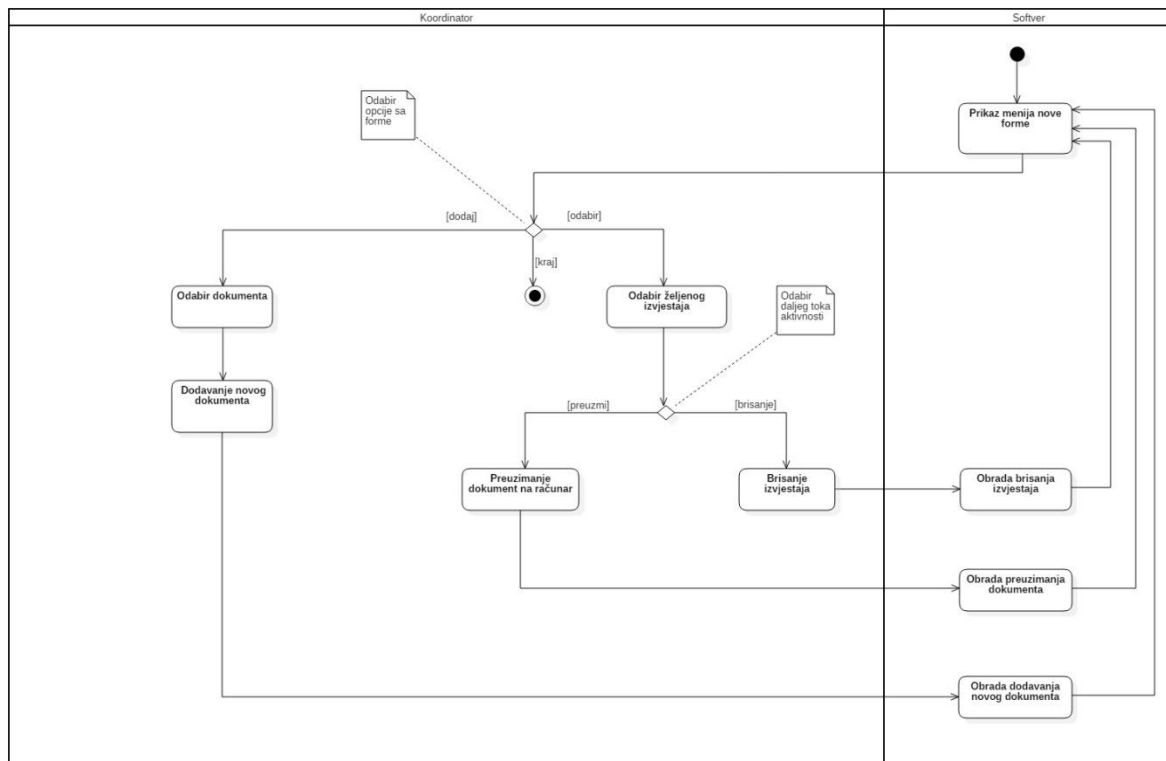 Koordinator
Softver
Odabir
opcije sa
forme
Prikaz menija nove
forme
[dodaj]
[odabir]
[kraj]
Odabir dokumenta
Odabir željenog
izvjestaja
Odabir
daljeg toka
aktivnosti
Dodavanje novog
dokumenta
[preuzmi]
[brisanje]
Preuzimanje
dokument na računar
Brisanje
izvjestaja
Obrada brisanja
izvjestaja
Obrada preuzimanja
dokumenta
Obrada dodavanja
novog dokumenta